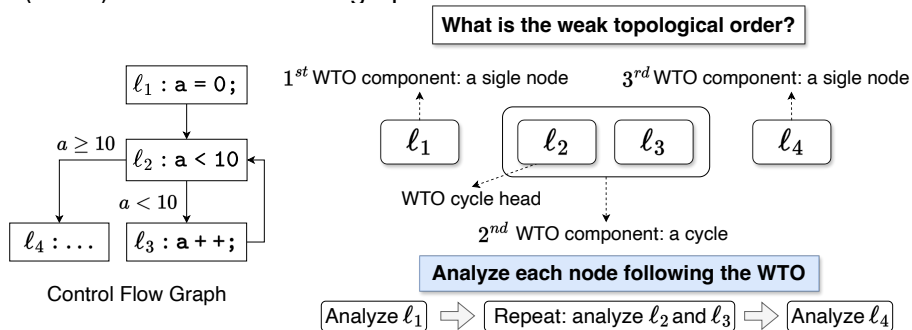 What is the weak topological order?
1st WTO component: a sigle node
3rd WTO component: a sigle node
ℓ1 : a = 0;
a ≥ 10
ℓ2 : a < 10
a < 10
ℓ4 : ...
ℓ3 : a + +;
Control Flow Graph
ℓ1
ℓ2
ℓ3
ℓ4
WTO cycle head
2nd WTO component: a cycle
Analyze each node following the WTO
Analyze ℓ1
Repeat: analyze ℓ2 and ℓ3
Analyze ℓ4